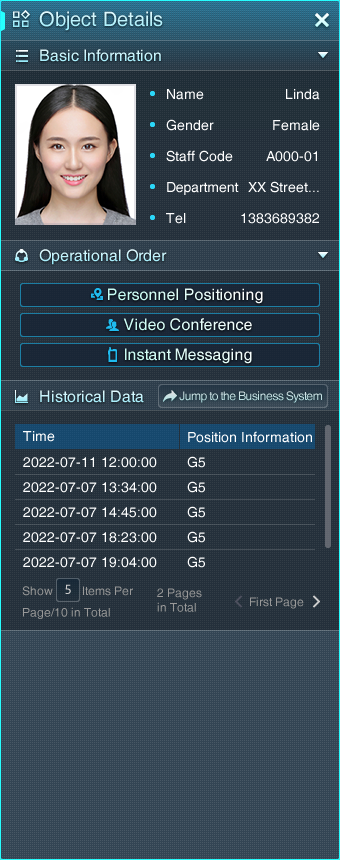 Object Details
Basic Information
Name Linda
Gender Female
Staff Code A000-01
Department XX Street...
Tel 1383689382
Operational Order
Personnel Positioning
Video Conference
Instant Messaging
Historical Data Jump to the Business System
Time Position Information
2022-07-11 12:00:00 G5
2022-07-07 13:34:00 G5
2022-07-07 14:45:00 G5
2022-07-07 18:23:00 G5
2022-07-07 19:04:00 G5
Show 5 Items Per
Page/10 in Total
2 Pages
in Total
First Page